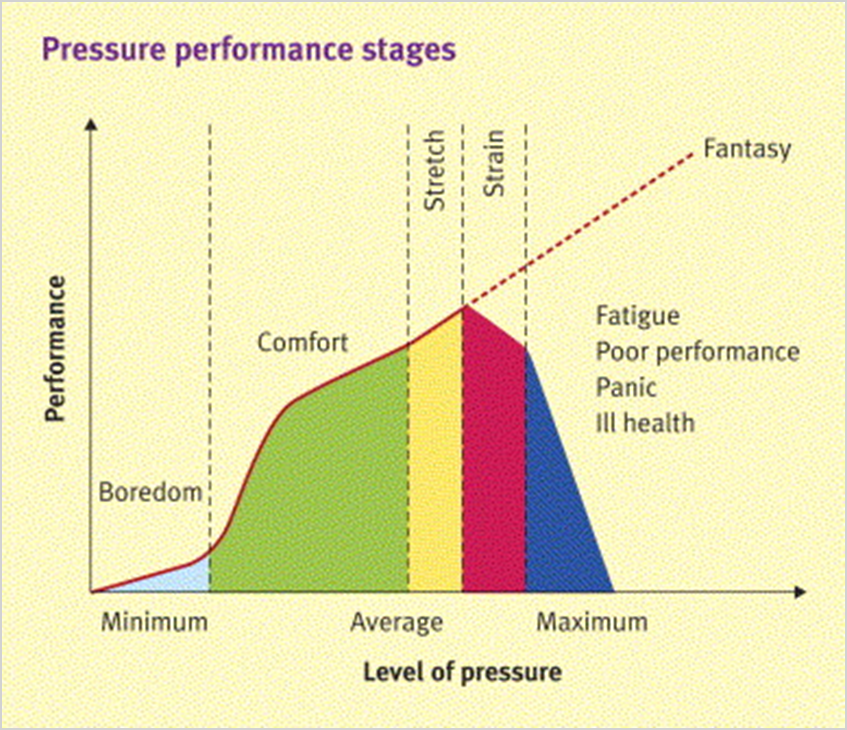 Pressure performance stages
Performance
Boredom
Comfort
Stretch
Strain
Fantasy
Fatigue
Poor performance
Panic
Ill health
Minimum
Average
Maximum
Level of pressure